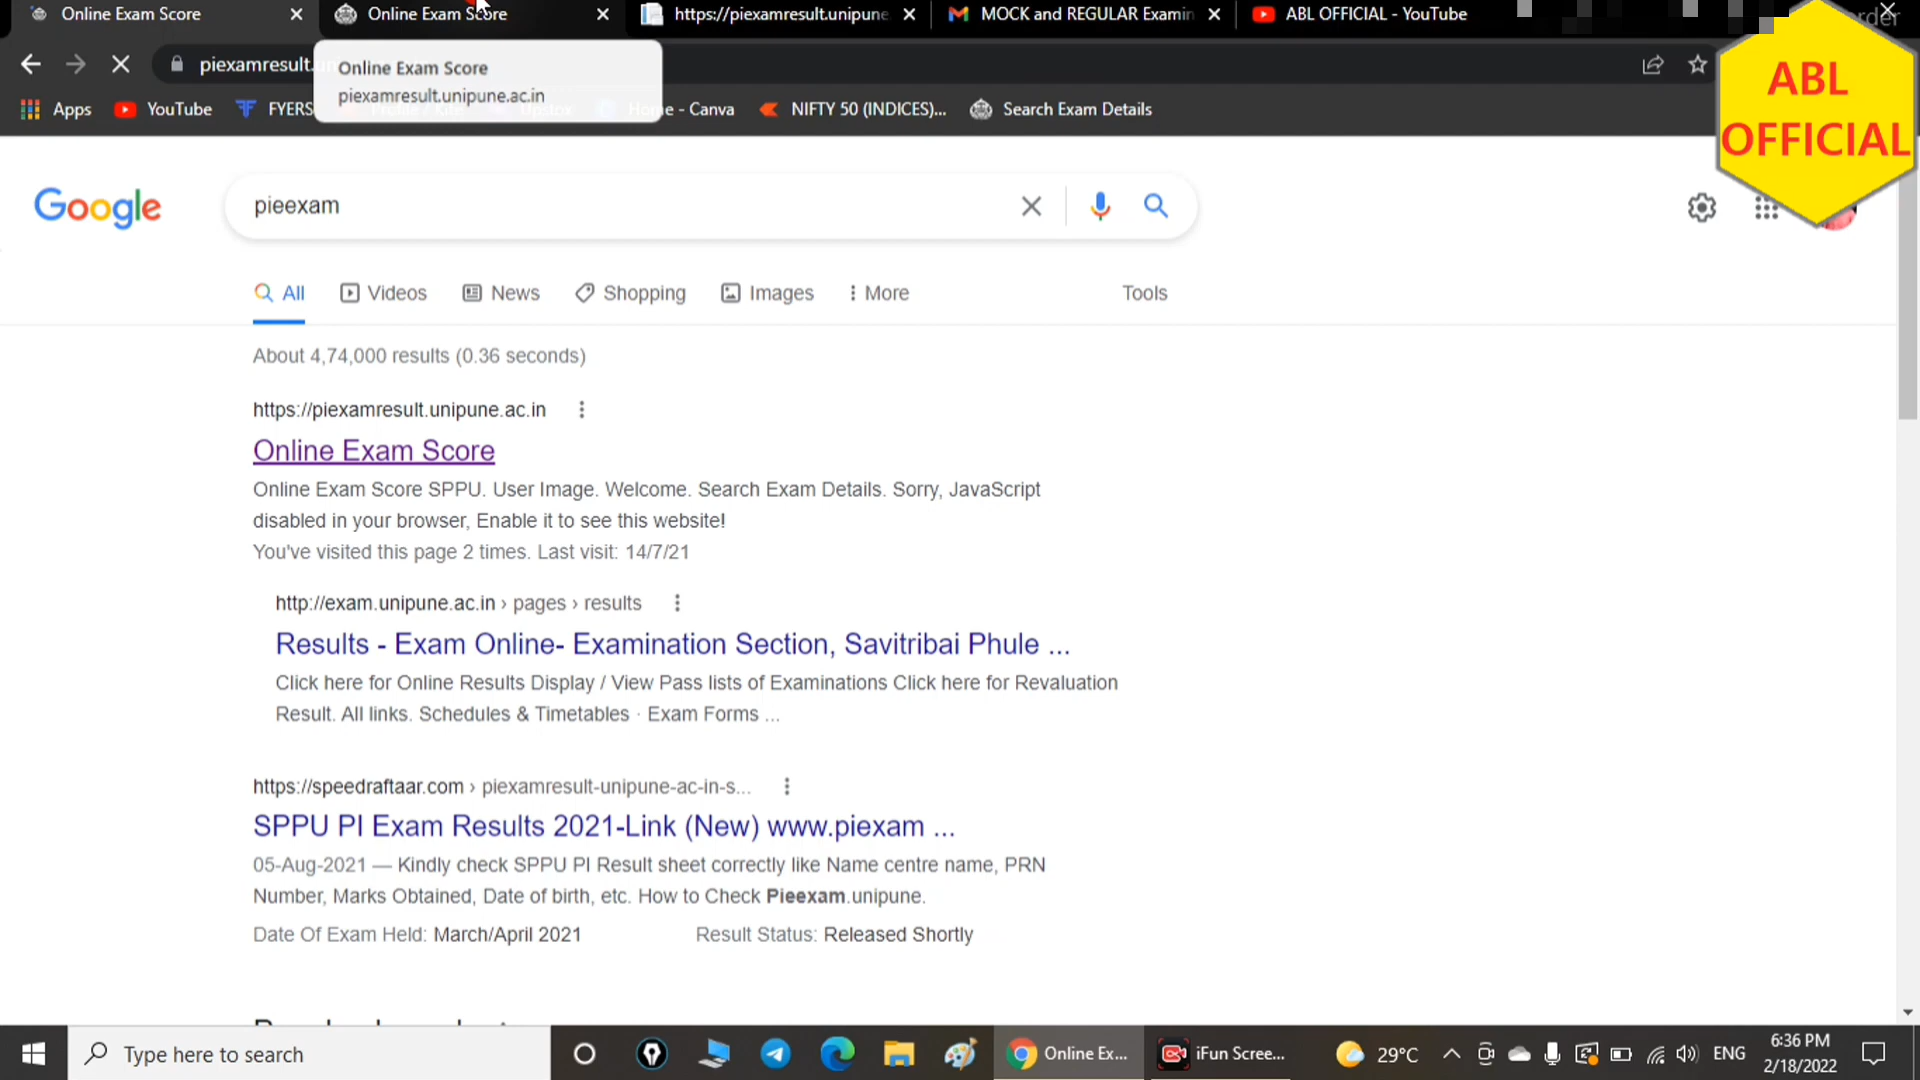 Online Exam Score
Online Exam Score
https://piexamresult.unipune
MOCK and REGULAR Examin
ABL OFFICIAL - YouTube
piexamresult.
Online Exam Score
piexamresult.unipune.ac.in
Apps
YouTube
FYERS
Home - Canva
NIFTY 50 (INDICES)...
Search Exam Details
ABL
OFFICIAL
Google
pieexam
All
Videos
News
Shopping
Images
More
Tools
About 4,74,000 results (0.36 seconds)
https://piexamresult.unipune.ac.in
Online Exam Score
Online Exam Score SPPU. User Image. Welcome. Search Exam Details. Sorry, JavaScript
disabled in your browser, Enable it to see this website!
You've visited this page 2 times. Last visit: 14/7/21
http://exam.unipune.ac.in › pages › results
Results - Exam Online- Examination Section, Savitribai Phule ...
Click here for Online Results Display / View Pass lists of Examinations Click here for Revaluation
Result. All links. Schedules & Timetables · Exam Forms ...
https://speedraftaar.com › piexamresult-unipune-ac-in-s...
SPPU PI Exam Results 2021-Link (New) www.piexam ...
05-Aug-2021 — Kindly check SPPU PI Result sheet correctly like Name centre name, PRN
Number, Marks Obtained, Date of birth, etc. How to Check Pieexam.unipune.
Date Of Exam Held: March/April 2021
Result Status: Released Shortly
Type here to search
Online Ex...
iFun Scree...
29°C
ENG
6:36 PM
2/18/2022